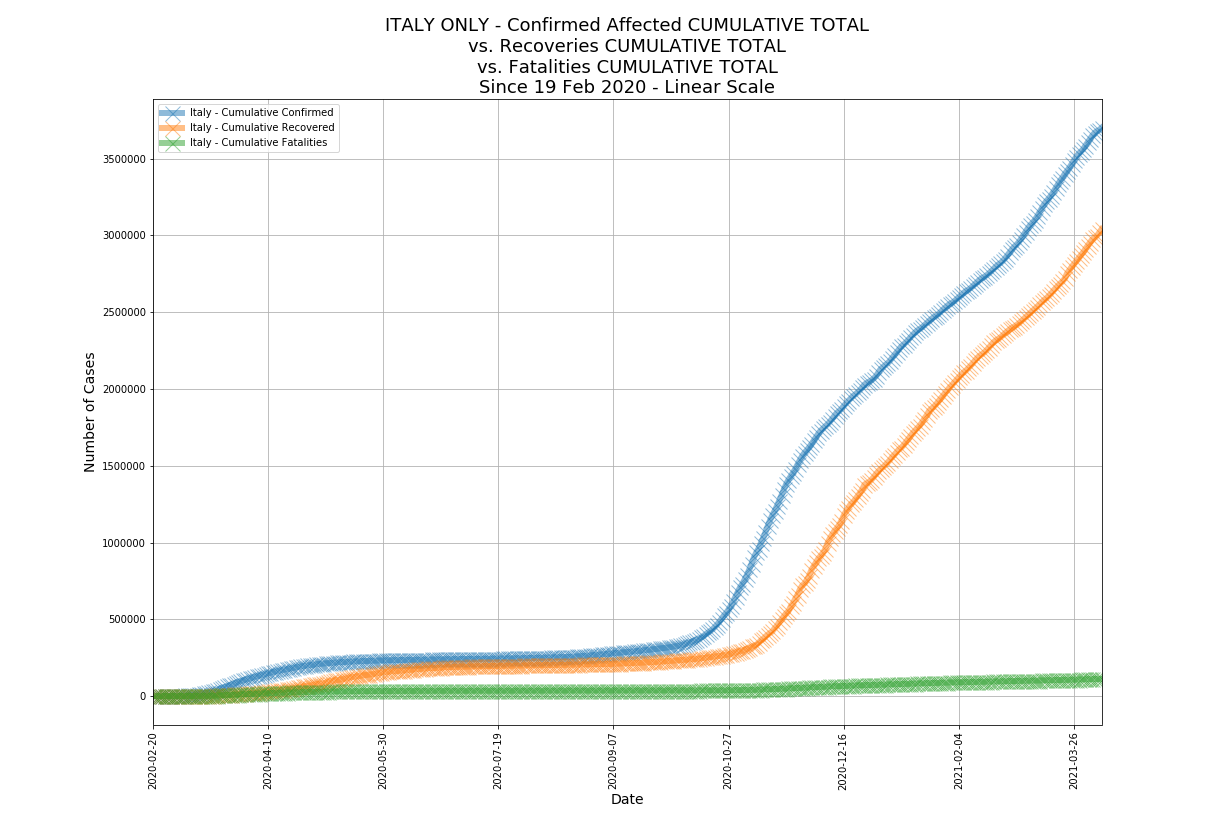 ITALY ONLY - Confirmed Affected CUMULATIVE TOTAL
vs. Recoveries CUMULATIVE TOTAL
vs. Fatalities CUMULATIVE TOTAL
Since 19 Feb 2020 - Linear Scale
Italy - Cumulative Confirmed
Italy - Cumulative Recovered
Italy - Cumulative Fatalities
Number of Cases
3500000
3000000
2500000
2000000
1500000
1000000
500000
0
2020-02-20
2020-04-10
2020-05-30
2020-07-19
2020-09-07
2020-10-27
2020-12-16
2021-02-04
2021-03-26
Date